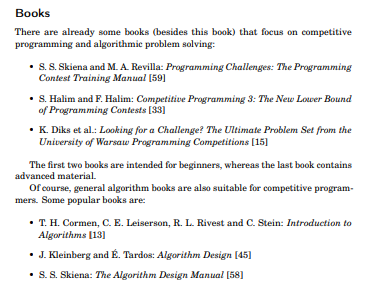 Books
There are already some books (besides this book) that focus on competitive
programming and algorithmic problem solving:
• S. S. Skiena and M. A. Revilla: Programming Challenges: The Programming
Contest Training Manual [59]
• S. Halim and F. Halim: Competitive Programming 3: The New Lower Bound
of Programming Contests [33]
• K. Diks et al.: Looking for a Challenge? The Ultimate Problem Set from the
University of Warsaw Programming Competitions [15]
The first two books are intended for beginners, whereas the last book contains
advanced material.
Of course, general algorithm books are also suitable for competitive program-
mers. Some popular books are:
• T. H. Cormen, C. E. Leiserson, R. L. Rivest and C. Stein: Introduction to
Algorithms [13]
• J. Kleinberg and É. Tardos: Algorithm Design [45]
• S. S. Skiena: The Algorithm Design Manual [58]